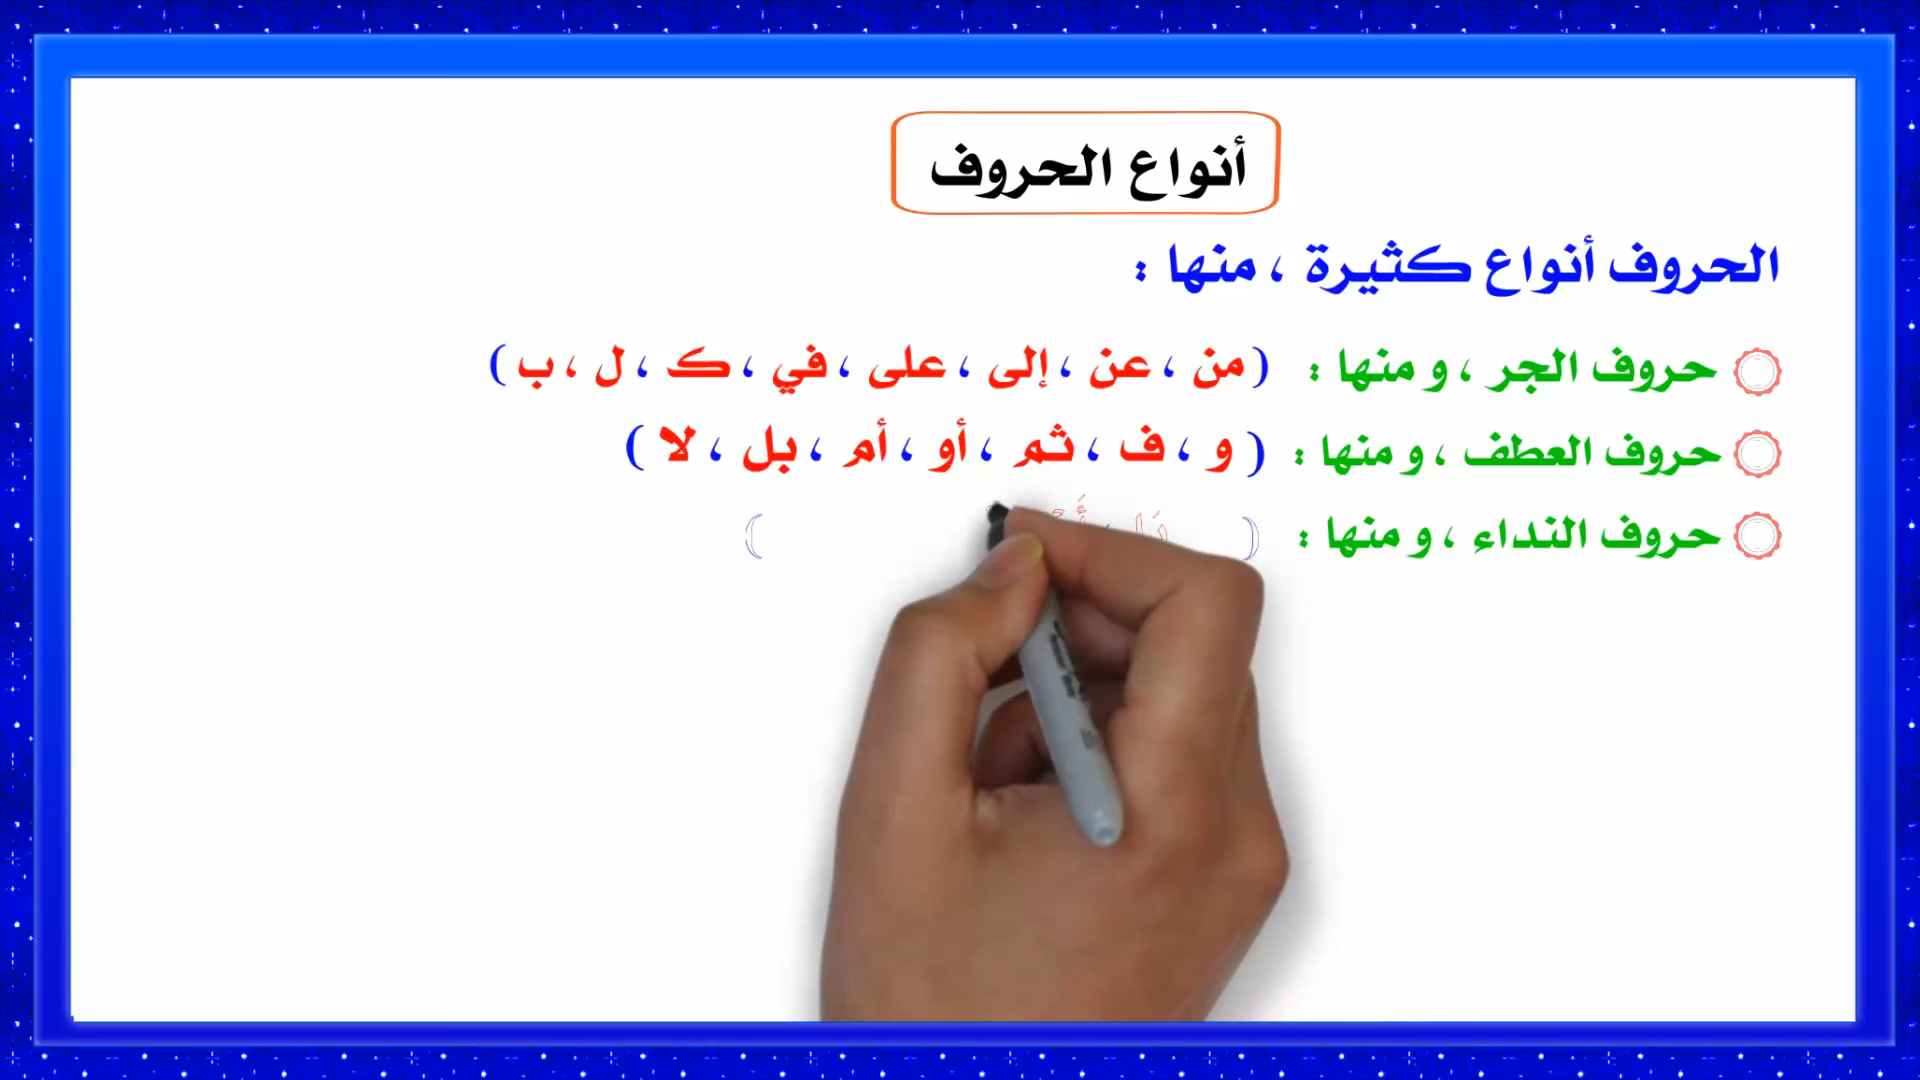 أنواع الحروف
الحروف أنواع كثيرة ، منها :
حروف الجر ، و منها : ( من ، عن ، إلى ، على ، في ، ك ، ل ، ب )
حروف العطف ، و منها : ( و ، ف ، ثم ، أو ، أم ، بل ، لا )
حروف النداء ، و منها : ( )